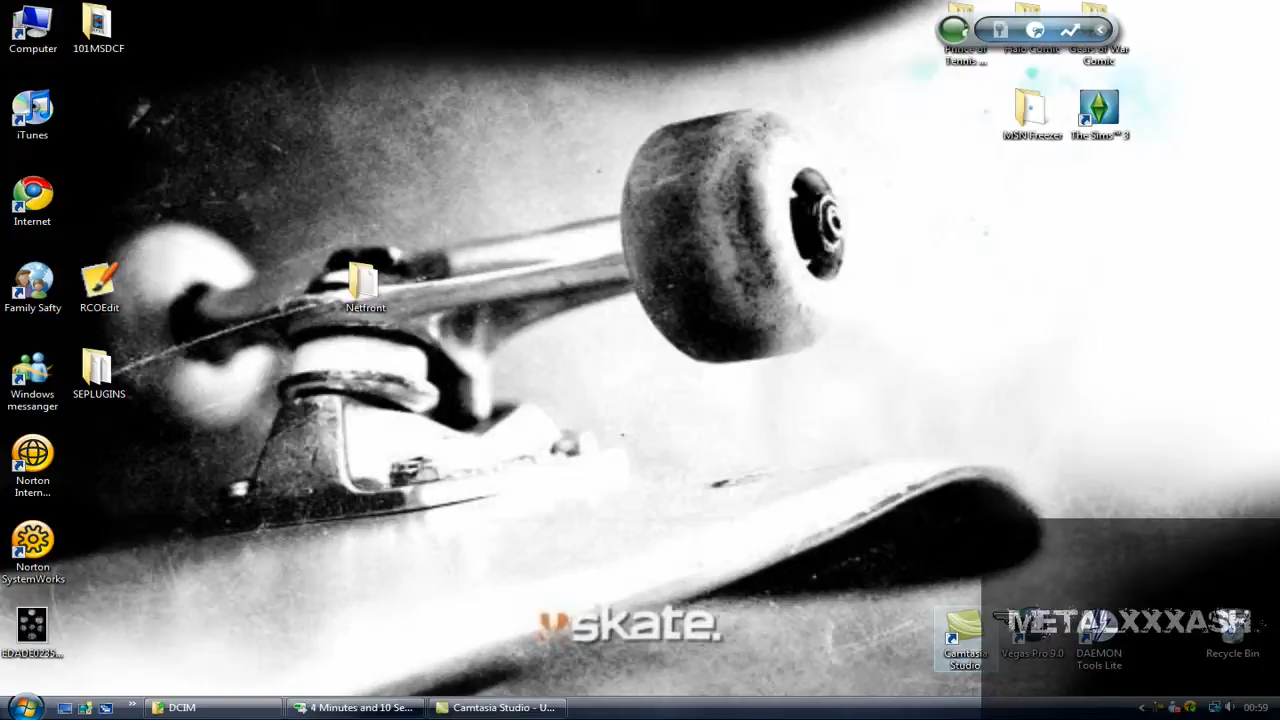 Computer
101MSDCF
Prince of
Tennis ...
Halo Comic
Gears of War
Comic
iTunes
MSN Freezer
The Sims™ 3
Internet
Family Safty
RCOEdit
Netfront
Windows
messanger
SEPLUGINS
Norton
Intern...
Norton
SystemWorks
skate.
METALXXXASH
EDADE0235...
Camtasia
Studio
Vegas Pro 9.0
DAEMON
Tools Lite
Recycle Bin
DCIM
4 Minutes and 10 Se...
Camtasia Studio - U...
00:59